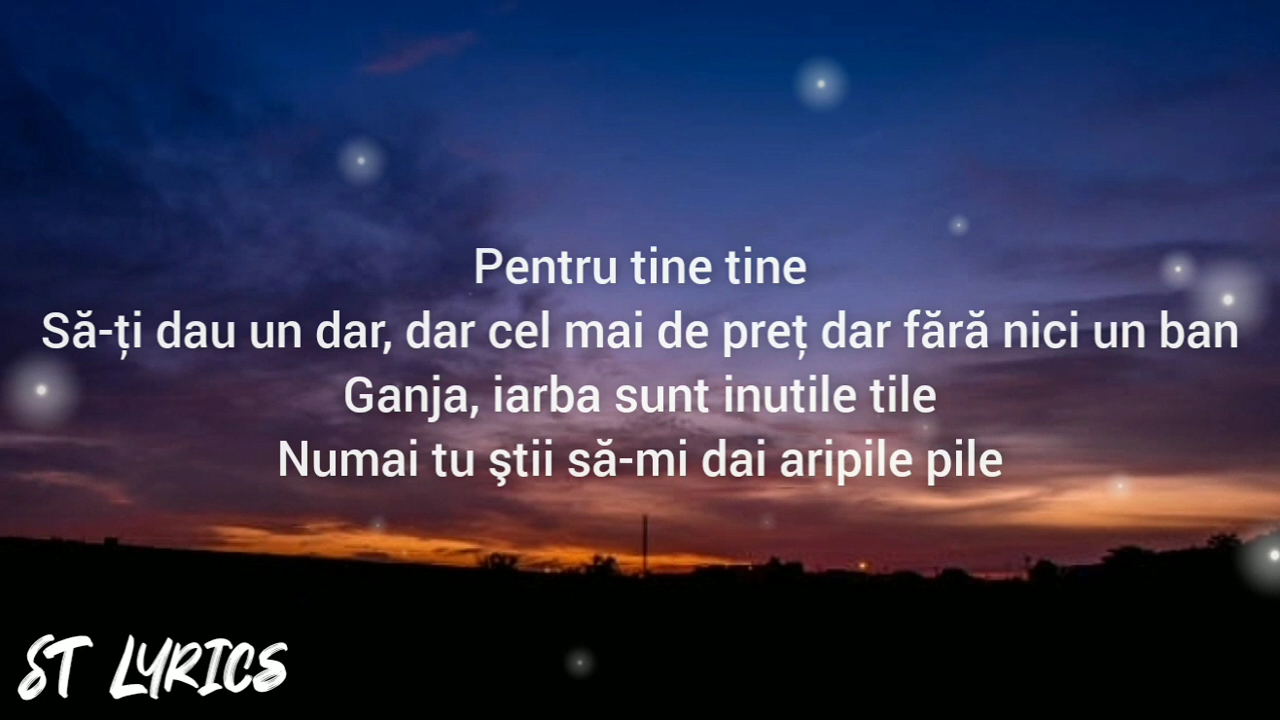 Pentru tine tine
Să-ți dau un dar, dar cel mai de preț dar fără nici un ban
Ganja, iarba sunt inutile tile
Numai tu ştii să-mi dai aripile pile
ST LYRICS